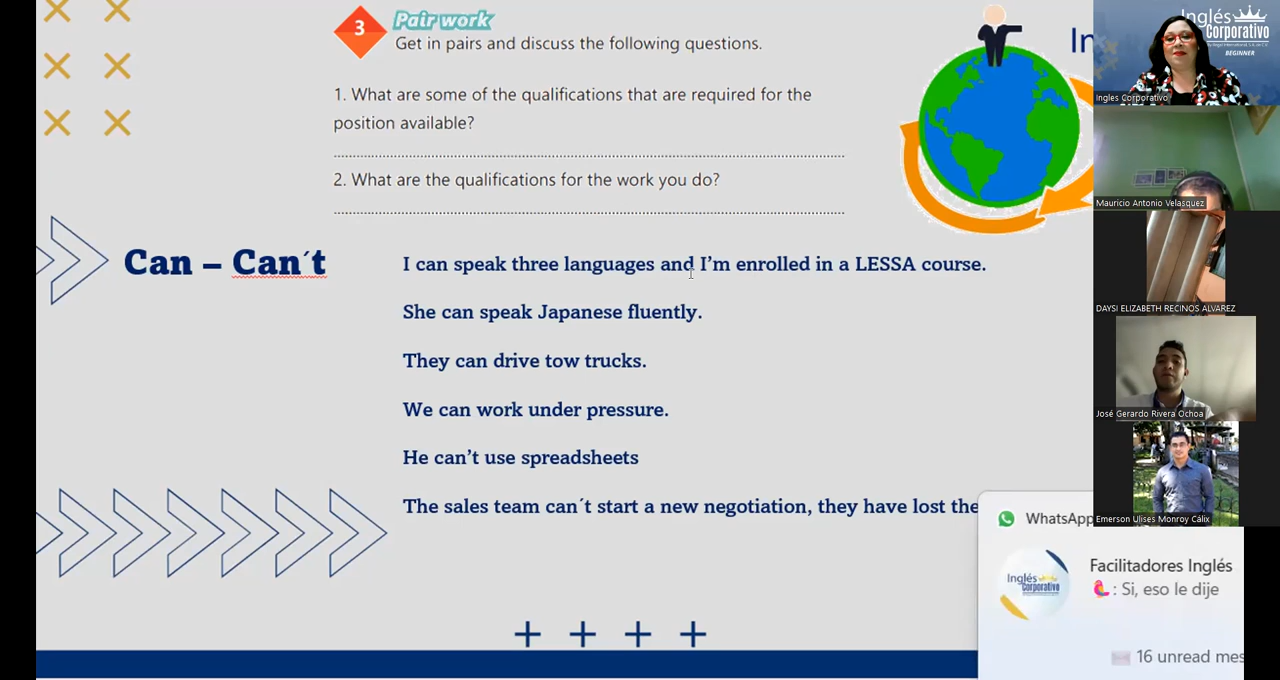 3
Pair work
Get in pairs and discuss the following questions.
1. What are some of the qualifications that are required for the
position available?
2. What are the qualifications for the work you do?
Can – Can´t
I can speak three languages and I’m enrolled in a LESSA course.
She can speak Japanese fluently.
They can drive tow trucks.
We can work under pressure.
He can’t use spreadsheets
The sales team can´t start a new negotiation, they have lost the
In
Inglés
Corporativo
BEGINNER
Ingles Corporativo
Mauricio Antonio Velasquez
DAYSI ELIZABETH RECINOS ALVAREZ
José Gerardo Rivera Ochoa
Emerson Ulises Monroy Cálix
WhatsApp
Inglés
Corporativo
Facilitadores Inglés
: Si, eso le dije
16 unread mes